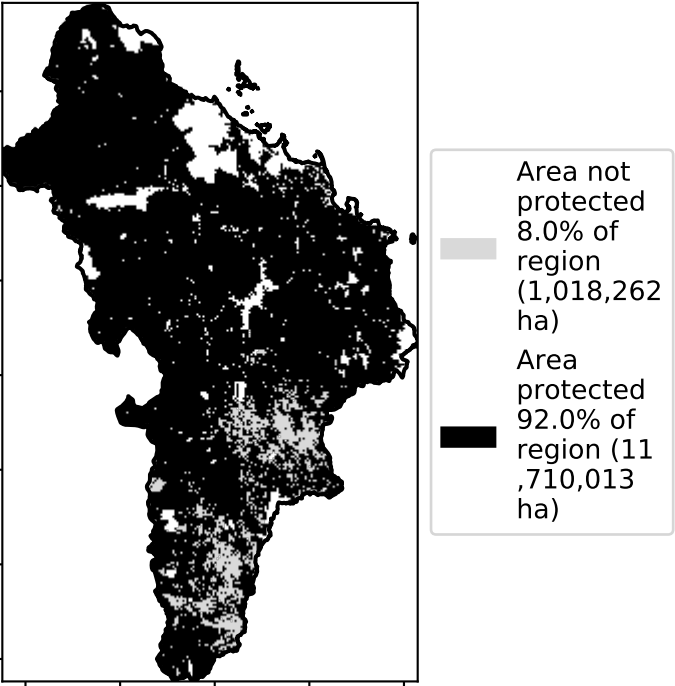 Area not
protected
8.0% of
region
(1,018,262
ha)
Area
protected
92.0% of
region (11
,710,013
ha)